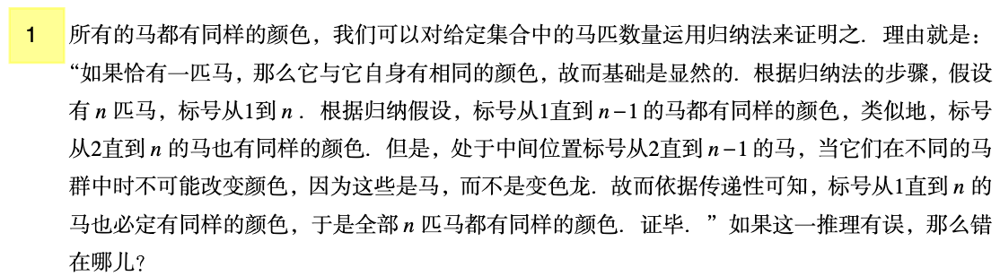 1 所有的马都有同样的颜色，我们可以对给定集合中的马匹数量运用归纳法来证明之．理由就是：
“如果恰有一匹马，那么它与它自身有相同的颜色，故而基础是显然的．根据归纳法的步骤，假设
有 n 匹马，标号从1到 n ．根据归纳假设，标号从1直到 n−1 的马都有同样的颜色，类似地，标号
从2直到 n 的马也有同样的颜色．但是，处于中间位置标号从2直到 n−1 的马，当它们在不同的马
群中时不可能改变颜色，因为这些是马，而不是变色龙．故而依据传递性可知，标号从1直到 n 的
马也必定有同样的颜色，于是全部 n 匹马都有同样的颜色．证毕．”如果这一推理有误，那么错
在哪儿？